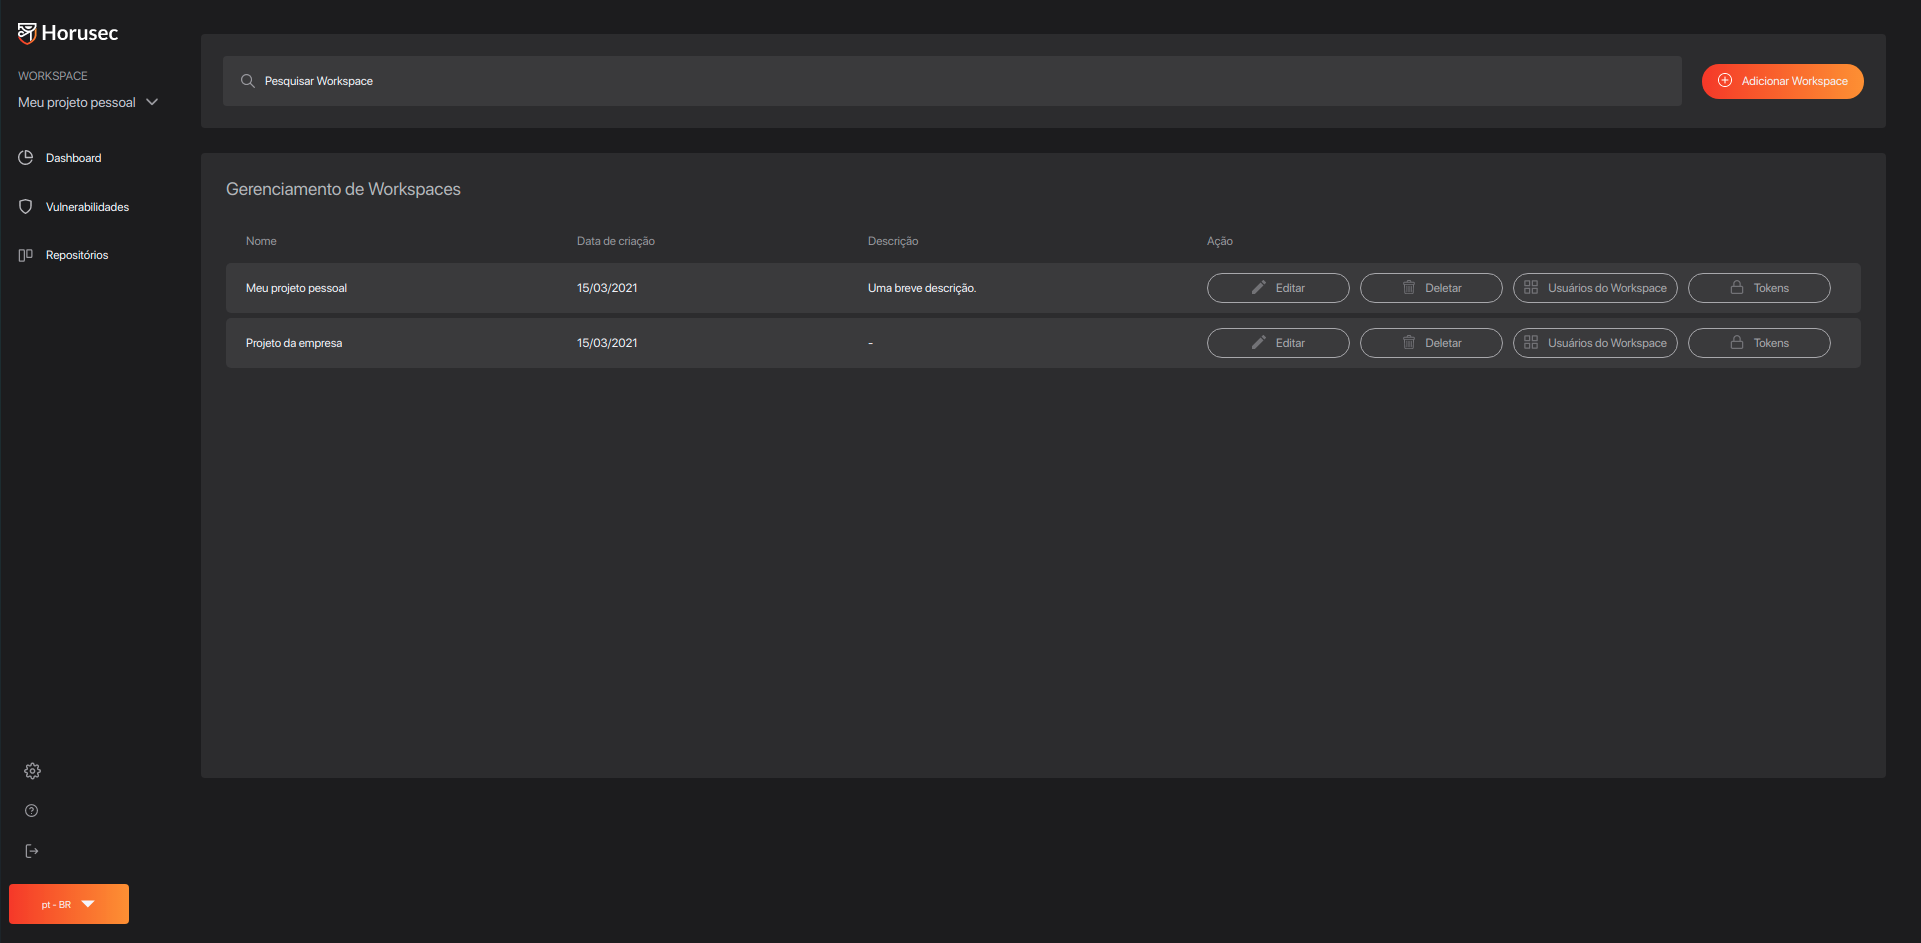 Horusec
WORKSPACE
Meu projeto pessoal
Dashboard
Vulnerabilidades
Repositórios
pt - BR
Pesquisar Workspace
Adicionar Workspace
Gerenciamento de Workspaces
Nome Data de criação Descrição Ação
Meu projeto pessoal 15/03/2021 Uma breve descrição. Editar Deletar Usuários do Workspace Tokens
Projeto da empresa 15/03/2021 - Editar Deletar Usuários do Workspace Tokens